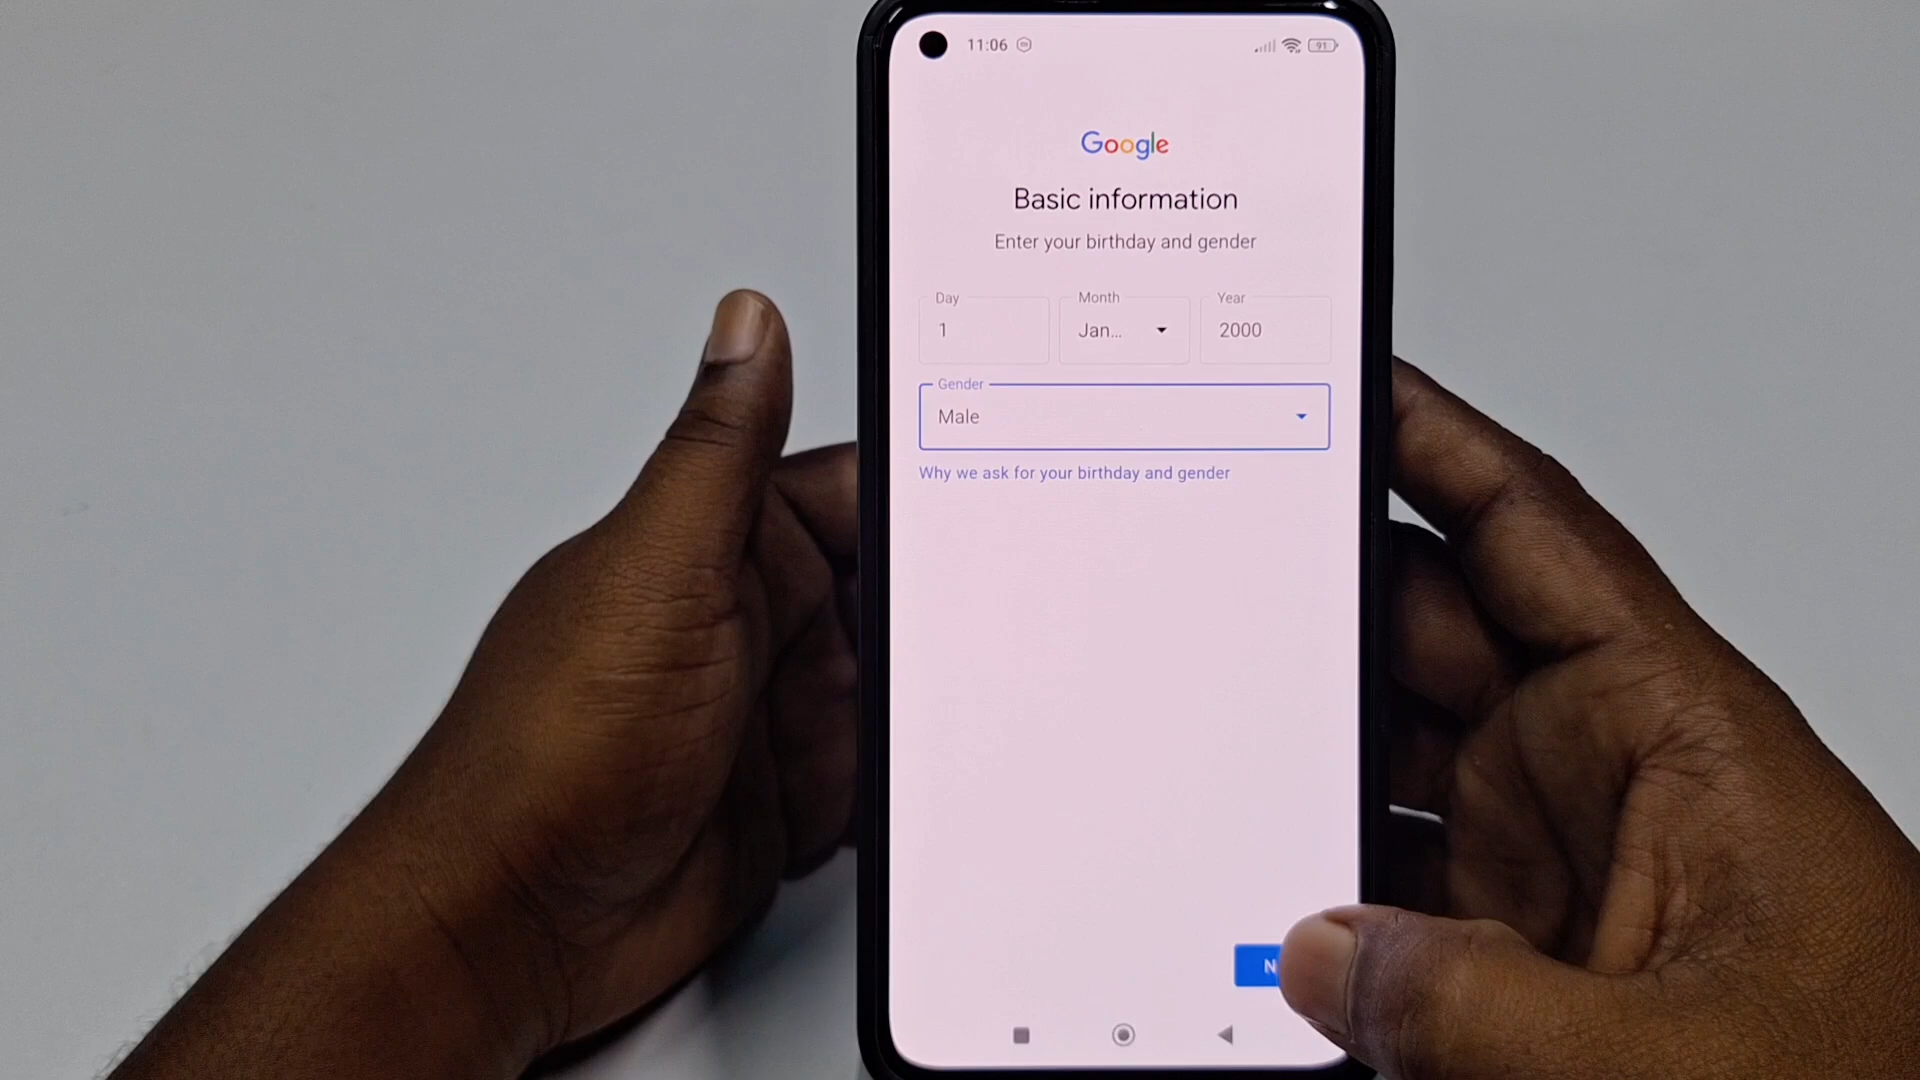 11:06
91
Google
Basic information
Enter your birthday and gender
Day
Month
Year
1
Jan...
2000
Gender
Male
Why we ask for your birthday and gender
N